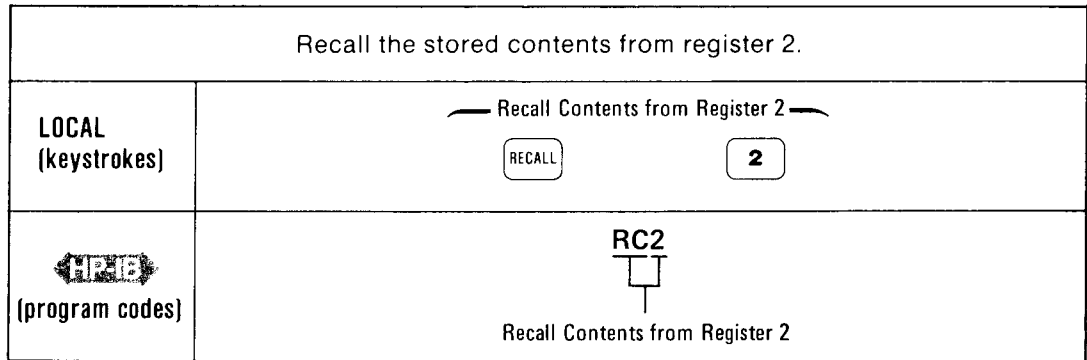 Recall the stored contents from register 2.
LOCAL
(keystrokes)
Recall Contents from Register 2
RECALL
2
HP-IB
(program codes)
RC2
Recall Contents from Register 2